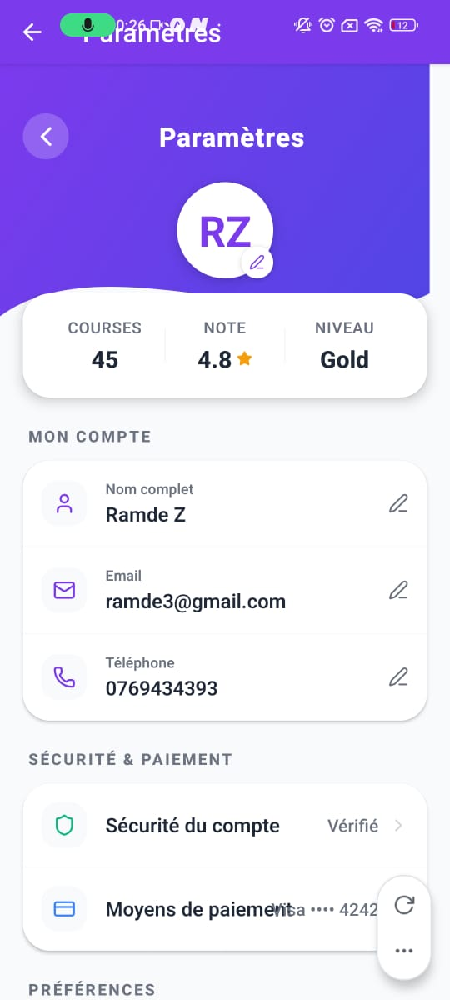 0:26
12
Paramètres
Paramètres
RZ
COURSES NOTE NIVEAU
45 4.8 Gold
MON COMPTE
Nom complet
Ramde Z
Email
ramde3@gmail.com
Téléphone
0769434393
SÉCURITÉ & PAIEMENT
Sécurité du compte Vérifié
Moyens de paiement Visa •••• 4242
PRÉFÉRENCES